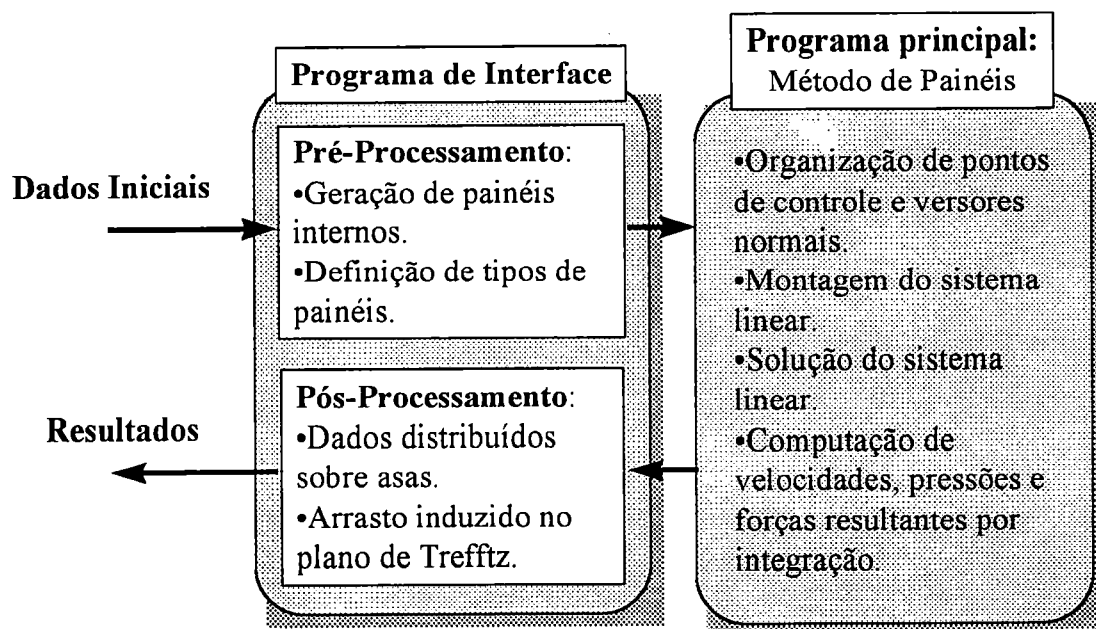 Dados Iniciais
Resultados
Programa de Interface
Pré-Processamento:
•Geração de painéis
internos.
•Definição de tipos de
painéis.
Pós-Processamento:
•Dados distribuídos
sobre asas.
•Arrasto induzido no
plano de Trefftz.
Programa principal:
Método de Painéis
•Organização de pontos
de controle e versores
normais.
•Montagem do sistema
linear.
•Solução do sistema
linear.
•Computação de
velocidades, pressões e
forças resultantes por
integração.